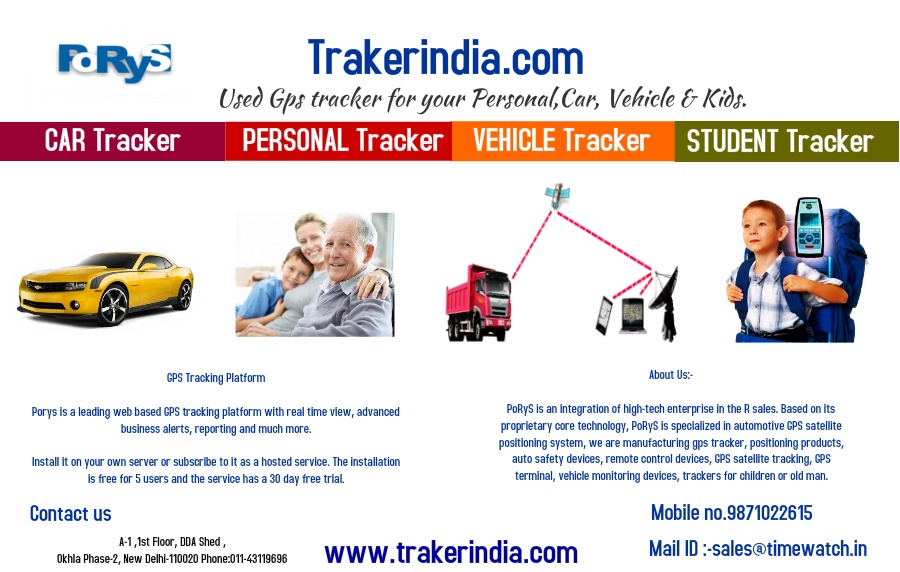 PoRyS
Trakerindia.com
Used Gps tracker for your Personal,Car, Vehicle & Kids.
CAR Tracker
PERSONAL Tracker
VEHICLE Tracker
STUDENT Tracker
GPS Tracking Platform
Porys is a leading web based GPS tracking platform with real time view, advanced
business alerts, reporting and much more.
Install it on your own server or subscribe to it as a hosted service. The installation
is free for 5 users and the service has a 30 day free trial.
About Us:-
PoRyS is an integration of high-tech enterprise in the R sales. Based on its
proprietary core technology, PoRyS is specialized in automotive GPS satellite
positioning system, we are manufacturing gps tracker, positioning products,
auto safety devices, remote control devices, GPS satellite tracking, GPS
terminal, vehicle monitoring devices, trackers for children or old man.
Contact us
A-1 ,1st Floor, DDA Shed ,
Okhla Phase-2, New Delhi-110020 Phone:011-43119696
www.trakerindia.com
Mobile no.9871022615
Mail ID :-sales@timewatch.in